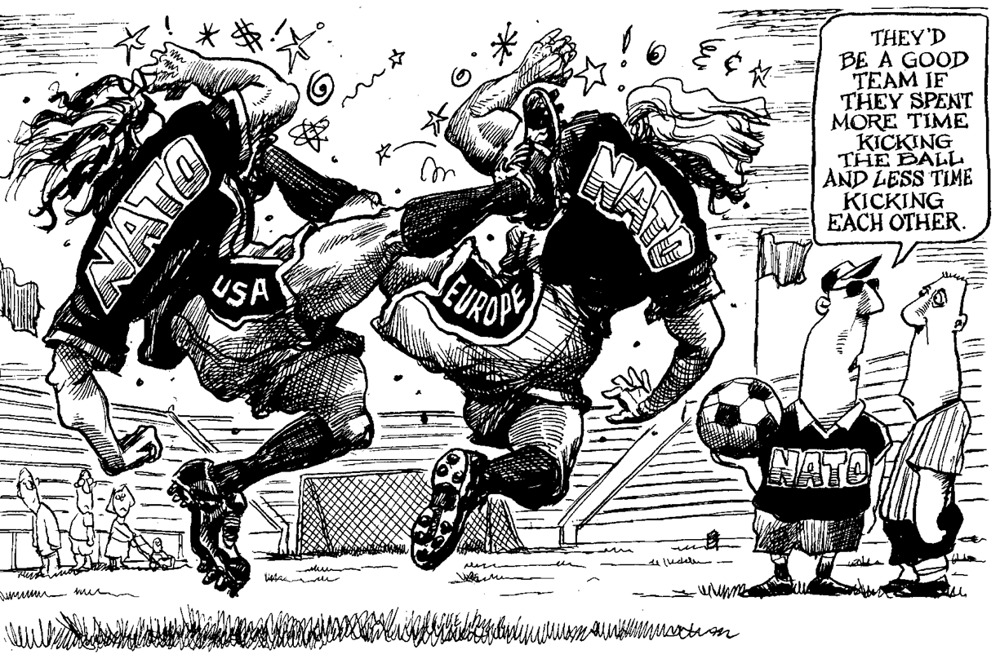 THEY'D
BE A GOOD
TEAM IF
THEY SPENT
MORE TIME
KICKING
THE BALL
AND LESS TIME
KICKING
EACH OTHER.
NATO
USA
NATO
EUROPE
NATO